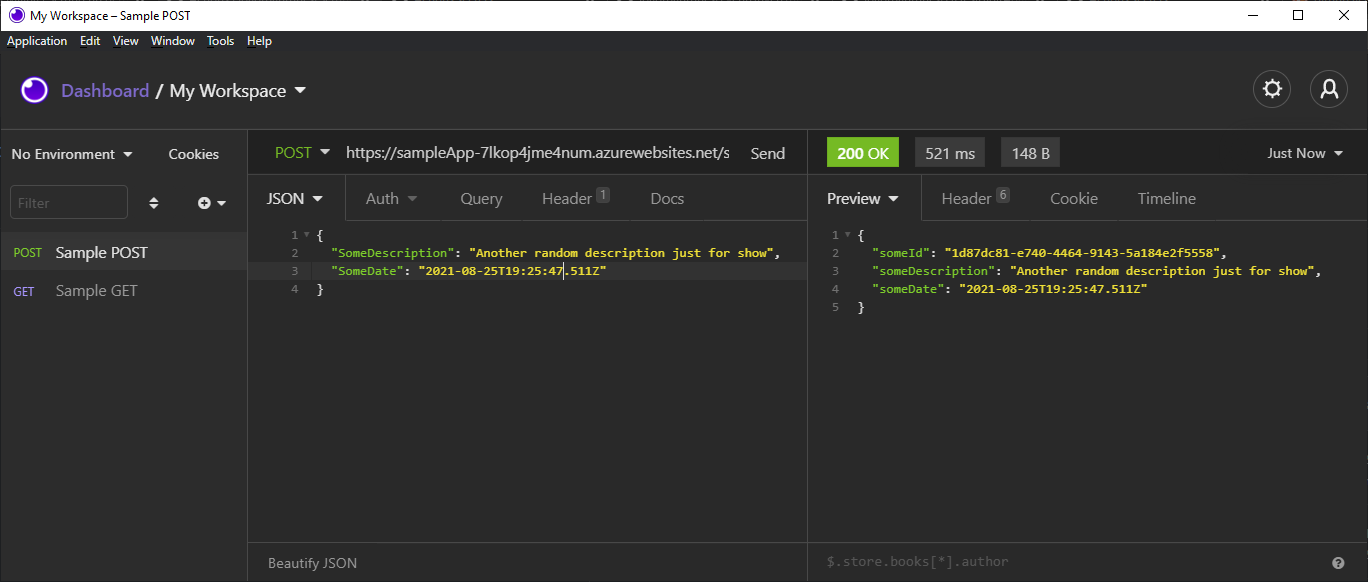 My Workspace – Sample POST
Application Edit View Window Tools Help
Dashboard / My Workspace
No Environment Cookies
Filter
POST Sample POST
GET Sample GET
POST https://sampleApp-7lkop4jme4num.azurewebsites.net/s Send
JSON Auth Query Header 1 Docs
1 {
2 "SomeDescription": "Another random description just for show",
3 "SomeDate": "2021-08-25T19:25:47.511Z"
4 }
Beautify JSON
200 OK 521 ms 148 B Just Now
Preview Header 6 Cookie Timeline
1 {
2 "someId": "1d87dc81-e740-4464-9143-5a184e2f5558",
3 "someDescription": "Another random description just for show",
4 "someDate": "2021-08-25T19:25:47.511Z"
5 }
$.store.books[*].author